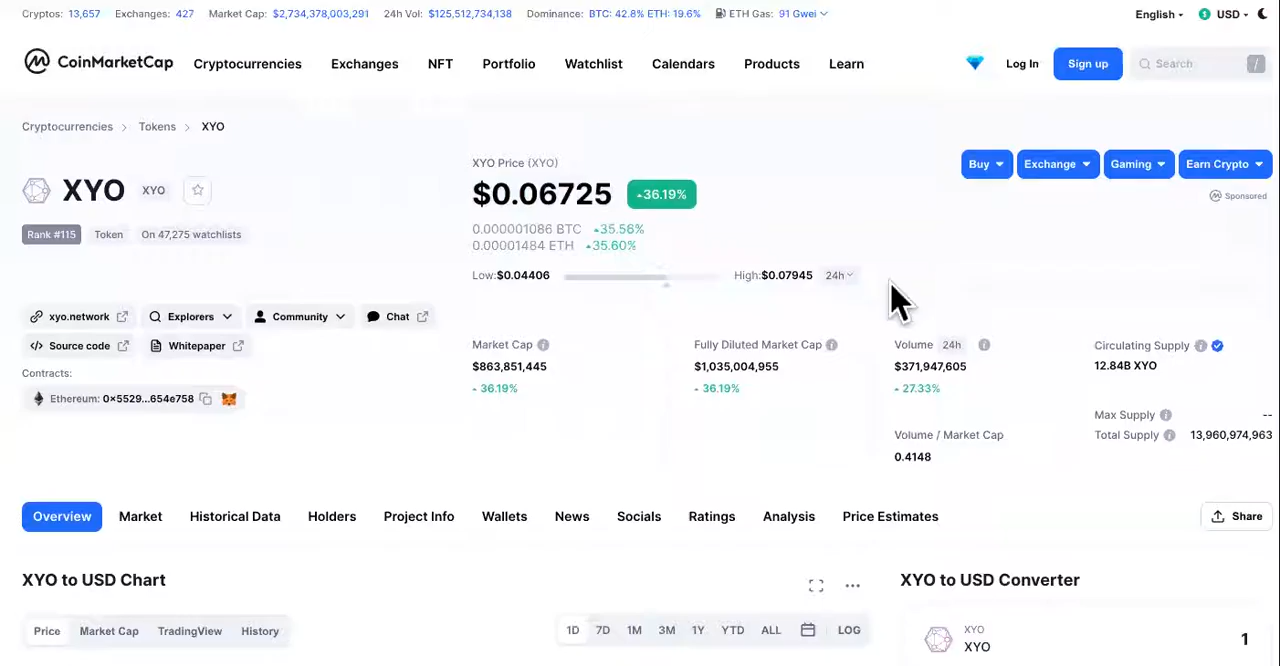 Cryptos: 13,657 Exchanges: 427 Market Cap: $2,734,378,003,291 24h Vol: $125,512,734,138 Dominance: BTC: 42.8% ETH: 19.6% ETH Gas: 91 Gwei English USD
CoinMarketCap Cryptocurrencies Exchanges NFT Portfolio Watchlist Calendars Products Learn Log In Sign up Search /
Cryptocurrencies > Tokens > XYO
XYO XYO
Rank #115 Token On 47,275 watchlists
XYO Price (XYO)
$0.06725 36.19%
0.000001086 BTC 35.56%
0.00001484 ETH 35.60%
Low:$0.04406 High:$0.07945 24h
Buy Exchange Gaming Earn Crypto
Sponsored
xyo.network Explorers Community Chat
Source code Whitepaper
Contracts:
Ethereum: 0x5529...654e758
Market Cap
$863,851,445
36.19%
Fully Diluted Market Cap
$1,035,004,955
36.19%
Volume 24h
$371,947,605
27.33%
Volume / Market Cap
0.4148
Circulating Supply
12.84B XYO
Max Supply --
Total Supply 13,960,974,963
Overview Market Historical Data Holders Project Info Wallets News Socials Ratings Analysis Price Estimates Share
XYO to USD Chart
Price Market Cap TradingView History 1D 7D 1M 3M 1Y YTD ALL LOG
XYO to USD Converter
XYO
XYO 1